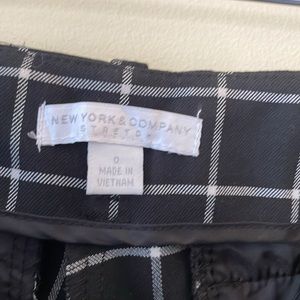 NEW YORK & COMPANY
STRETCH
0
MADE IN
VIETNAM